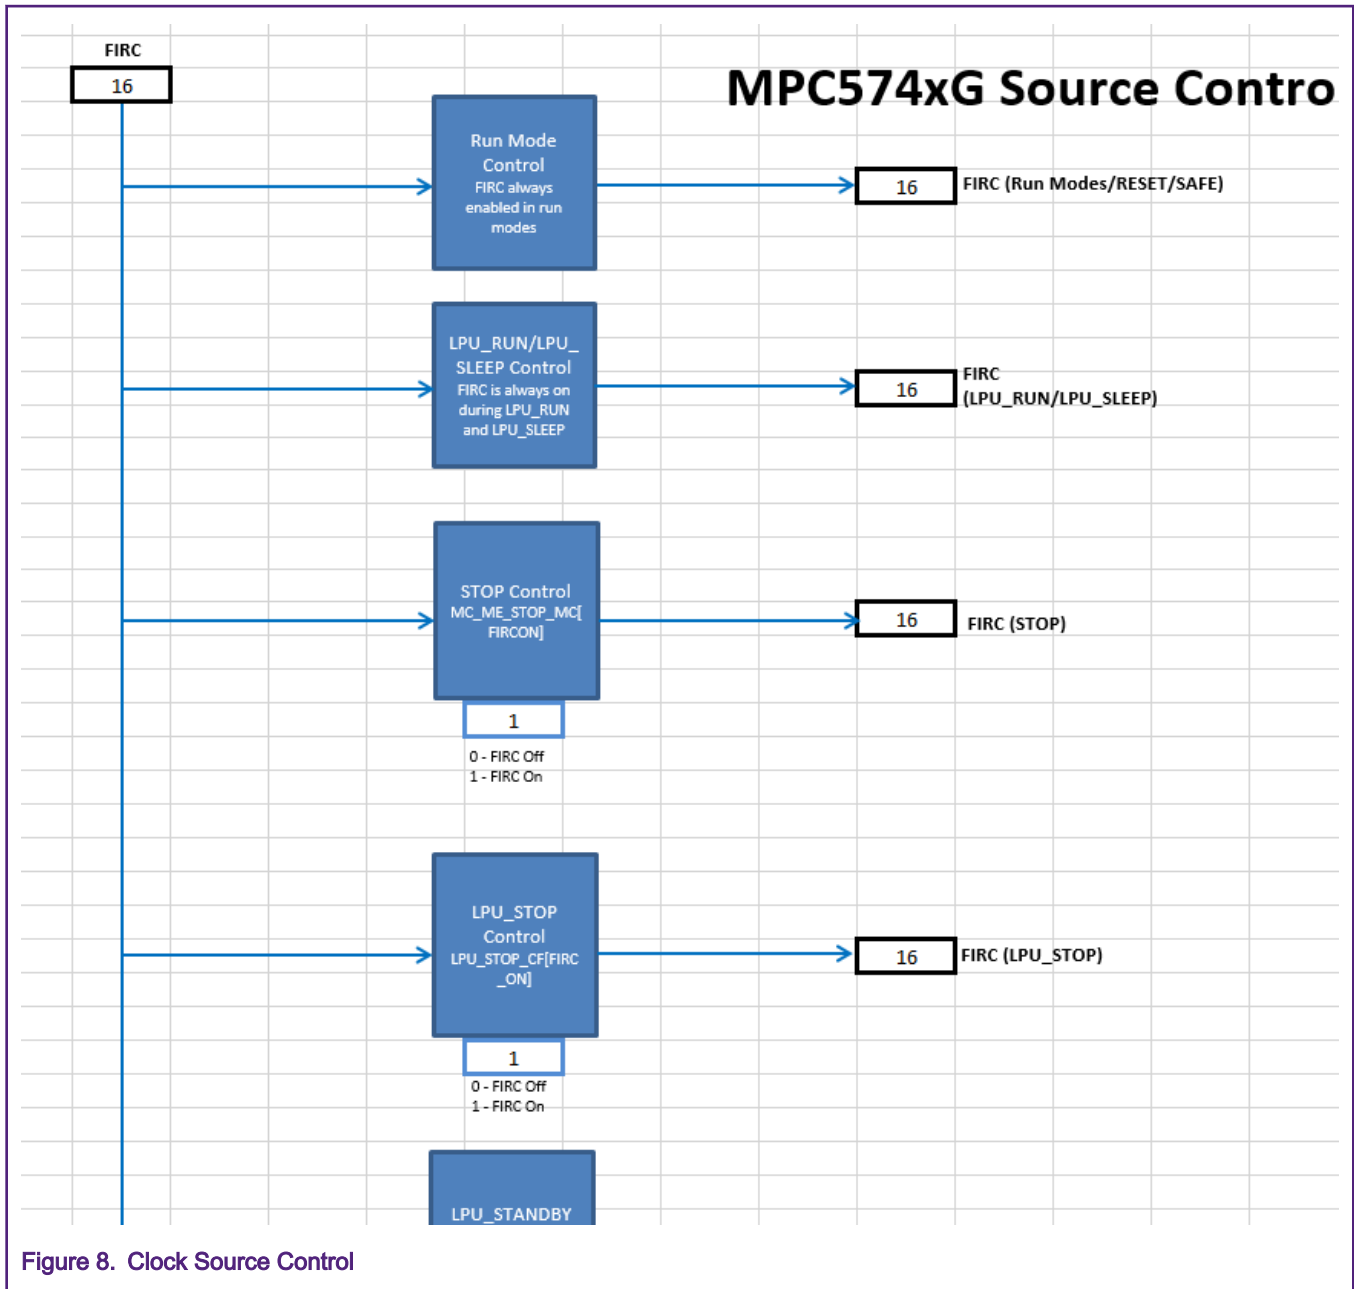 FIRC
16
MPC574xG Source Contro
Run Mode
Control
FIRC always
enabled in run
modes
16
FIRC (Run Modes/RESET/SAFE)
LPU_RUN/LPU_
SLEEP Control
FIRC is always on
during LPU_RUN
and LPU_SLEEP
16
FIRC
(LPU_RUN/LPU_SLEEP)
STOP Control
MC_ME_STOP_MC[
FIRCON]
16
FIRC (STOP)
1
0 - FIRC Off
1 - FIRC On
LPU_STOP
Control
LPU_STOP_CF[FIRC
_ON]
16
FIRC (LPU_STOP)
1
0 - FIRC Off
1 - FIRC On
LPU_STANDBY
Figure 8. Clock Source Control